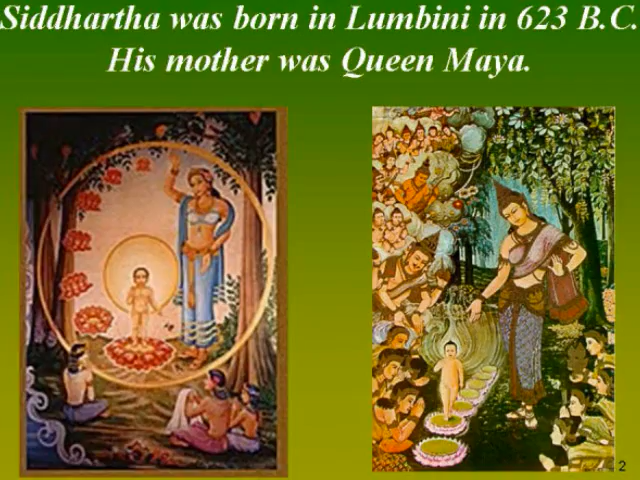 Siddhartha was born in Lumbini in 623 B.C.
His mother was Queen Maya.
2